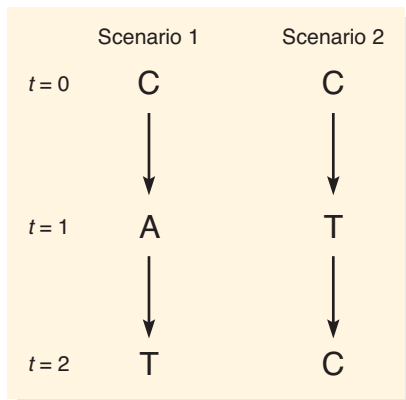 Scenario 1 Scenario 2
t = 0 C C
t = 1 A T
t = 2 T C